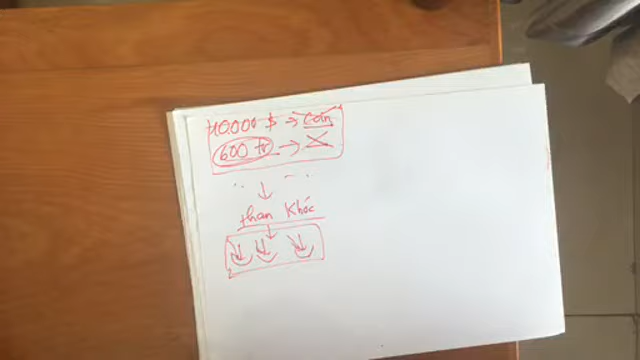 10.000 $ → Coin
600 tr →
than khóc